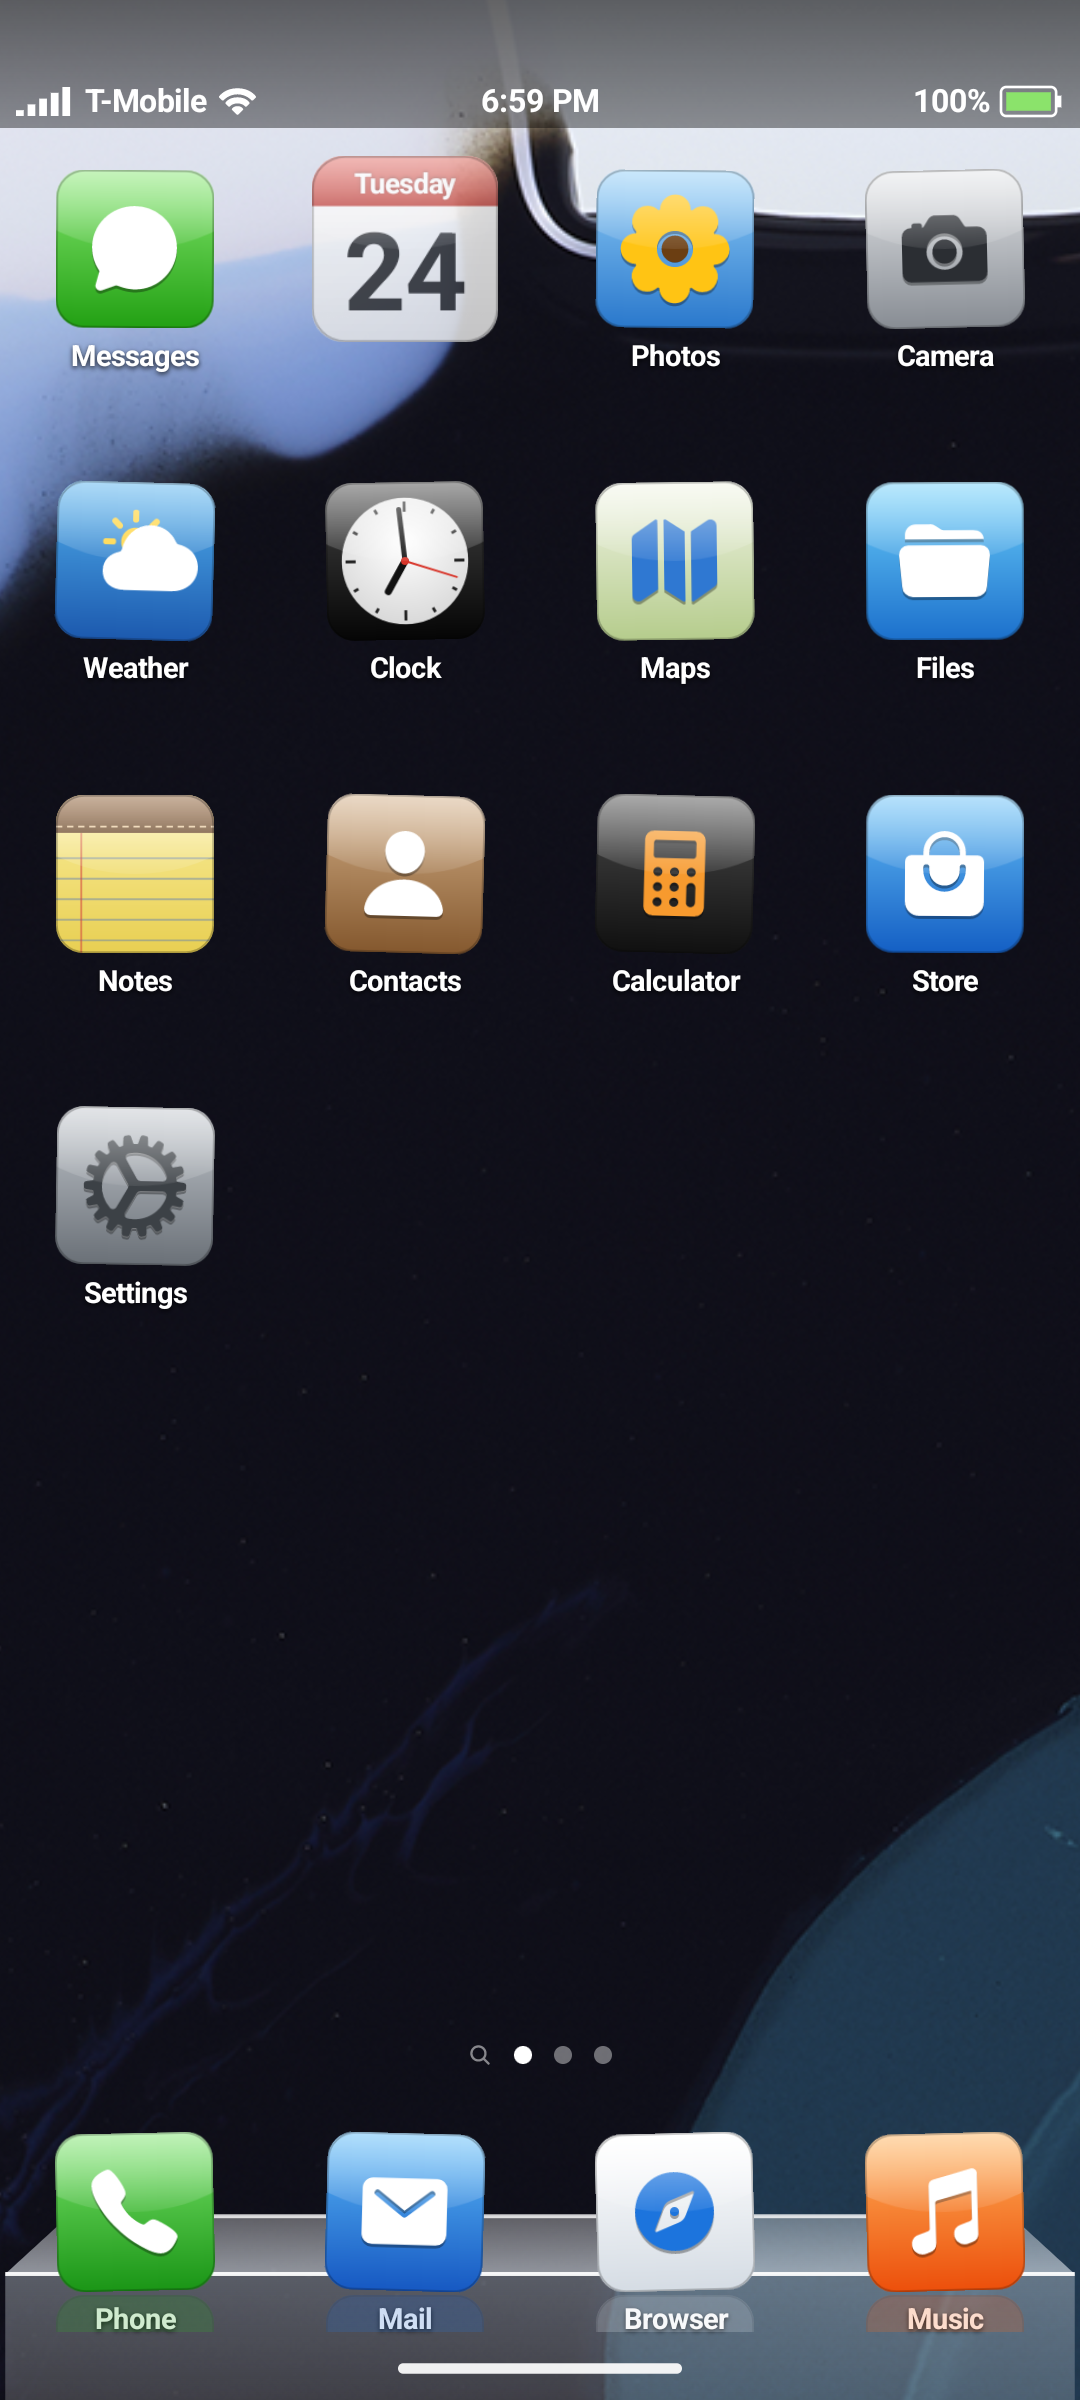 T-Mobile 6:59 PM 100%
Tuesday
24
Messages Photos Camera
Weather Clock Maps Files
Notes Contacts Calculator Store
Settings
Phone Mail Browser Music